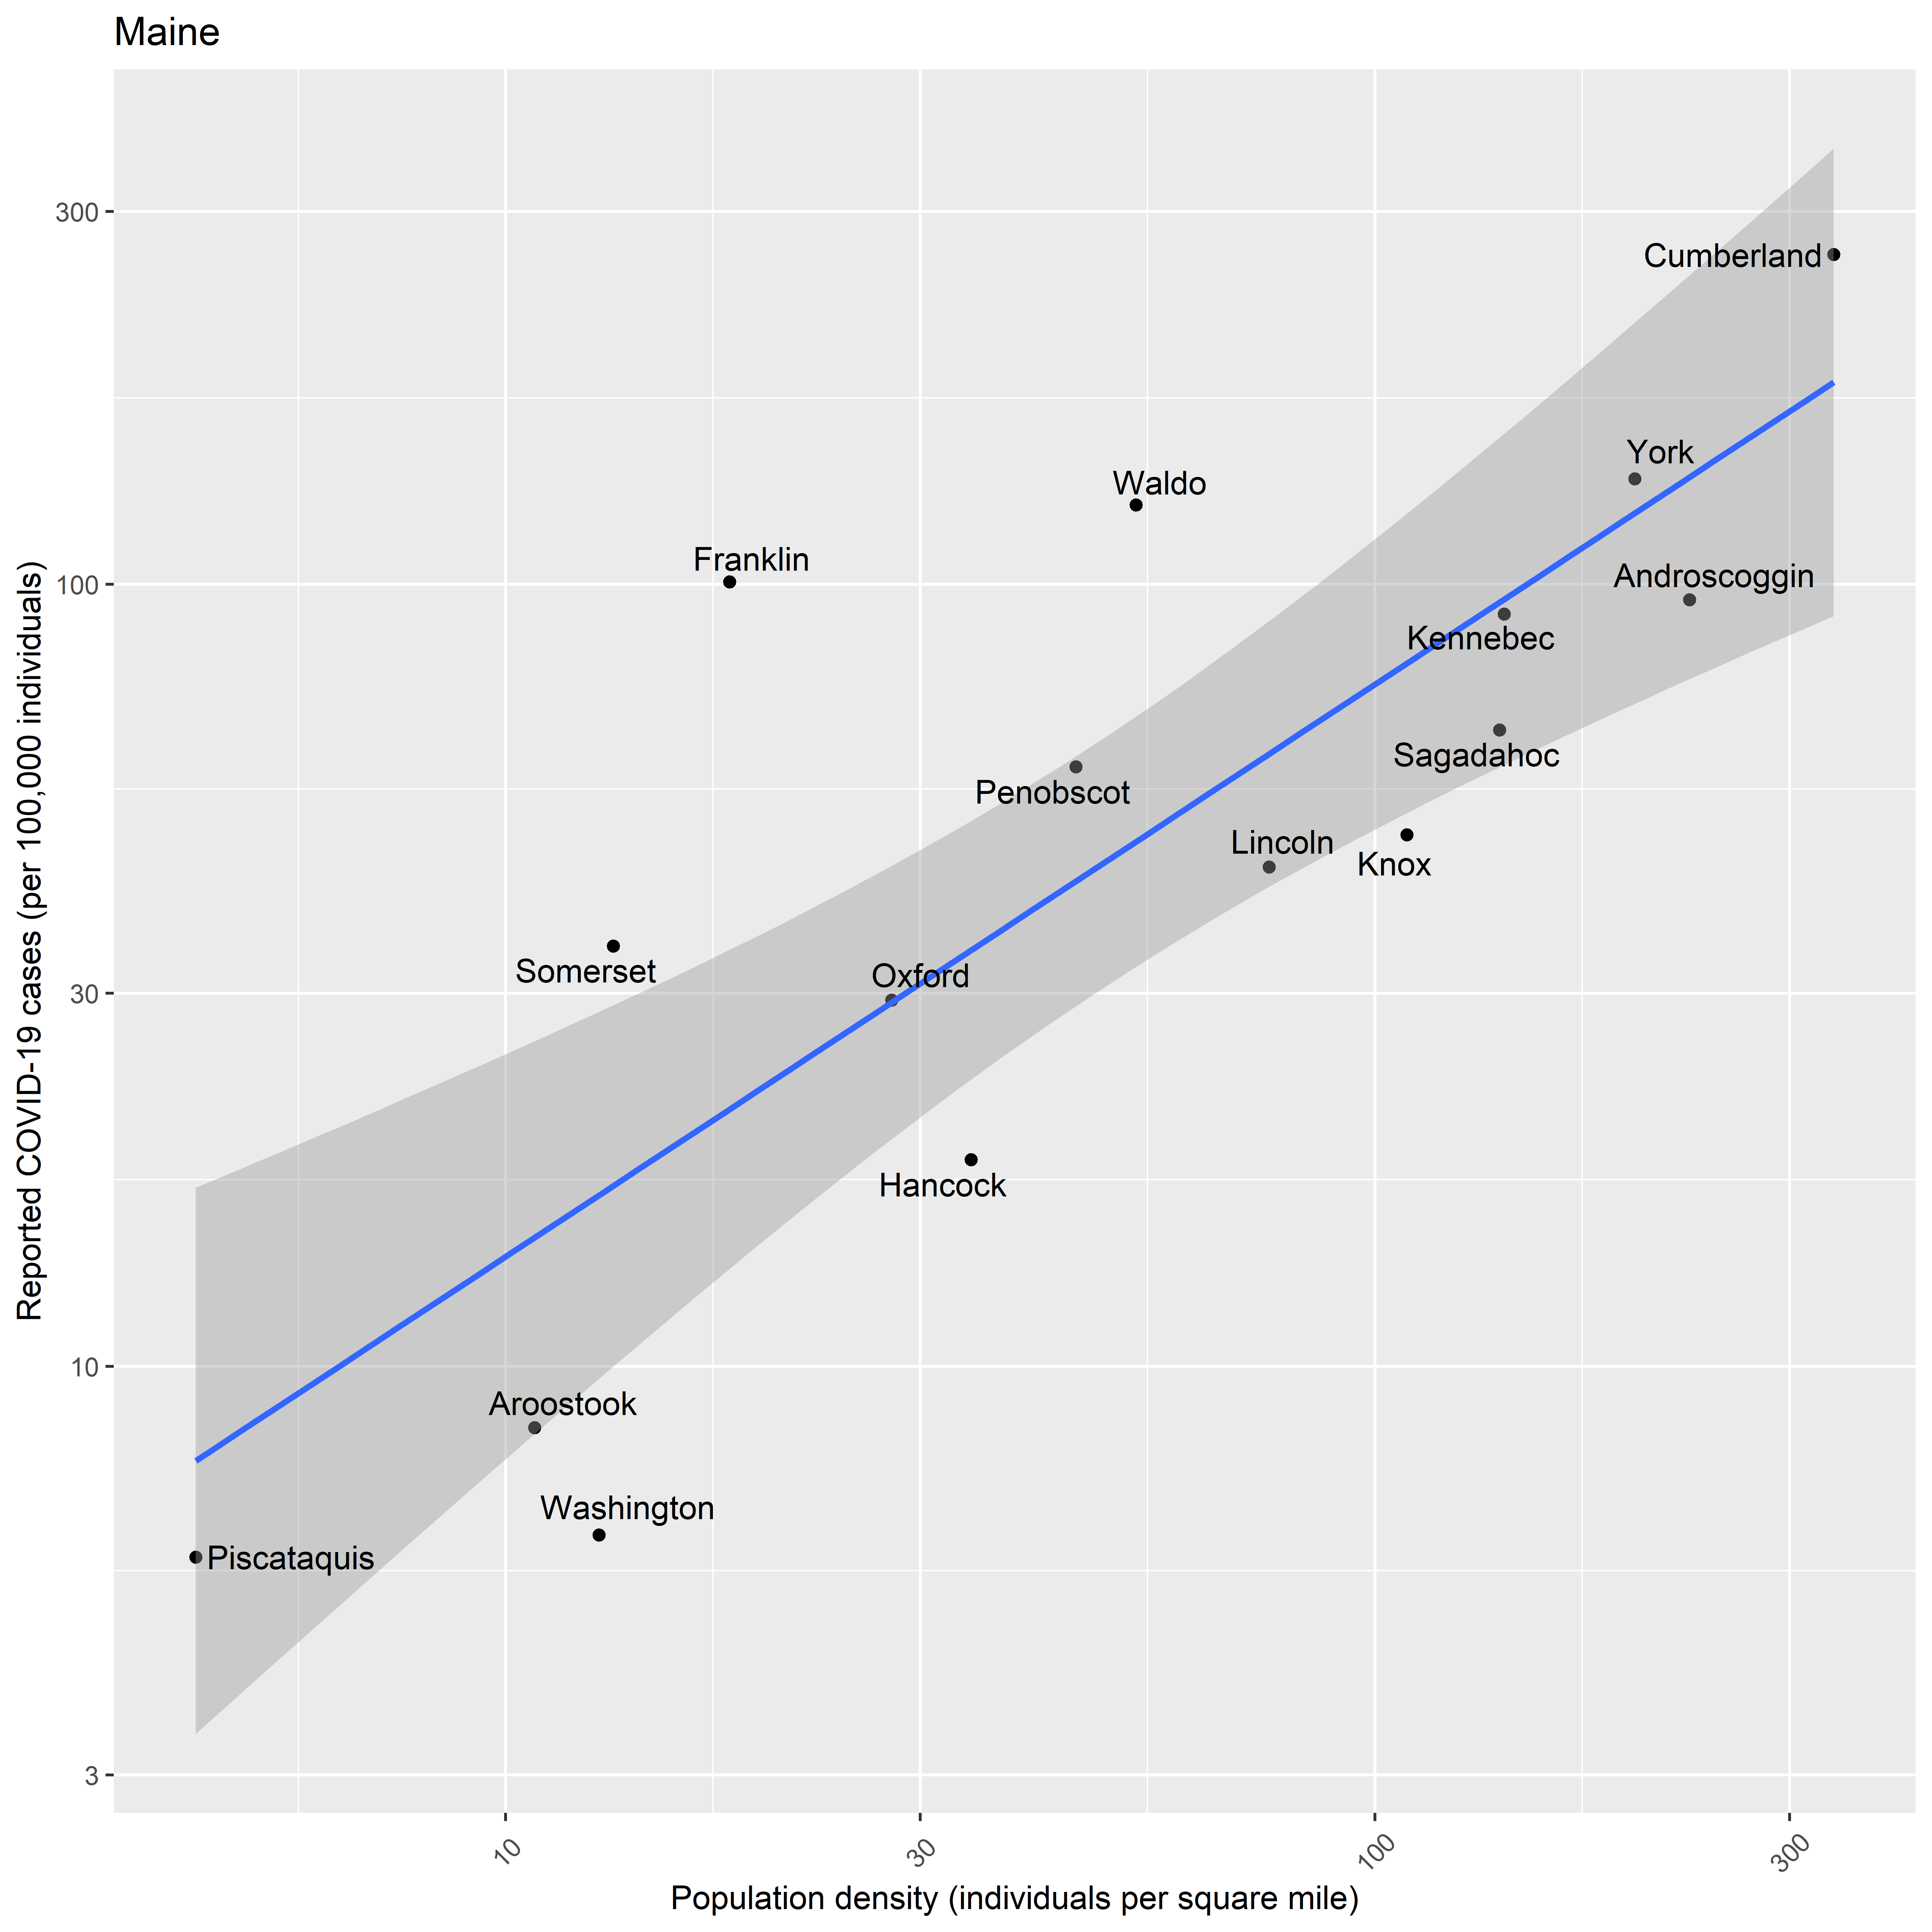 Maine
Reported COVID-19 cases (per 100,000 individuals)
300
100
30
10
3
Cumberland
York
Waldo
Franklin
Androscoggin
Kennebec
Sagadahoc
Penobscot
Lincoln
Knox
Somerset
Oxford
Hancock
Aroostook
Washington
Piscataquis
10
30
100
300
Population density (individuals per square mile)